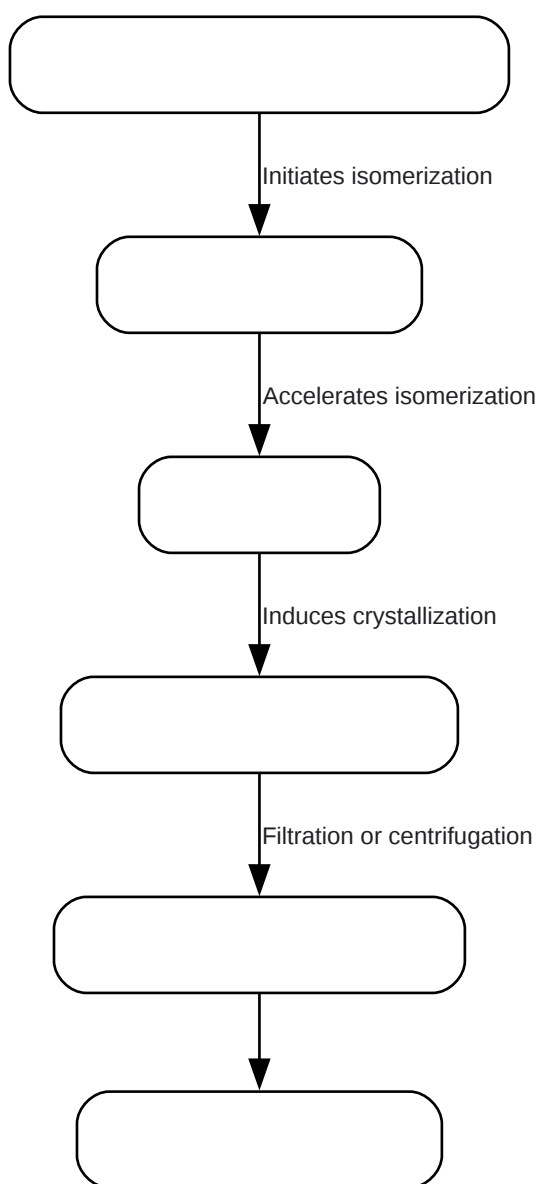 Initiates isomerization
Accelerates isomerization
Induces crystallization
Filtration or centrifugation